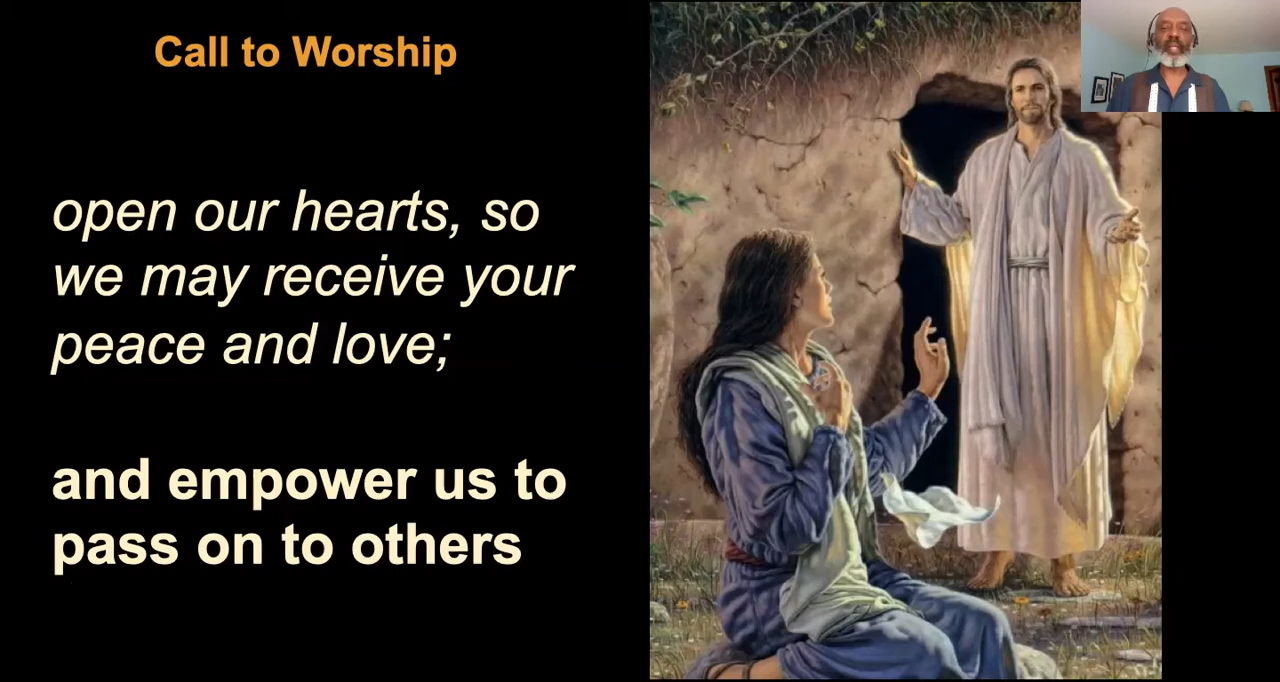 Call to Worship
open our hearts, so
we may receive your
peace and love;
and empower us to
pass on to others